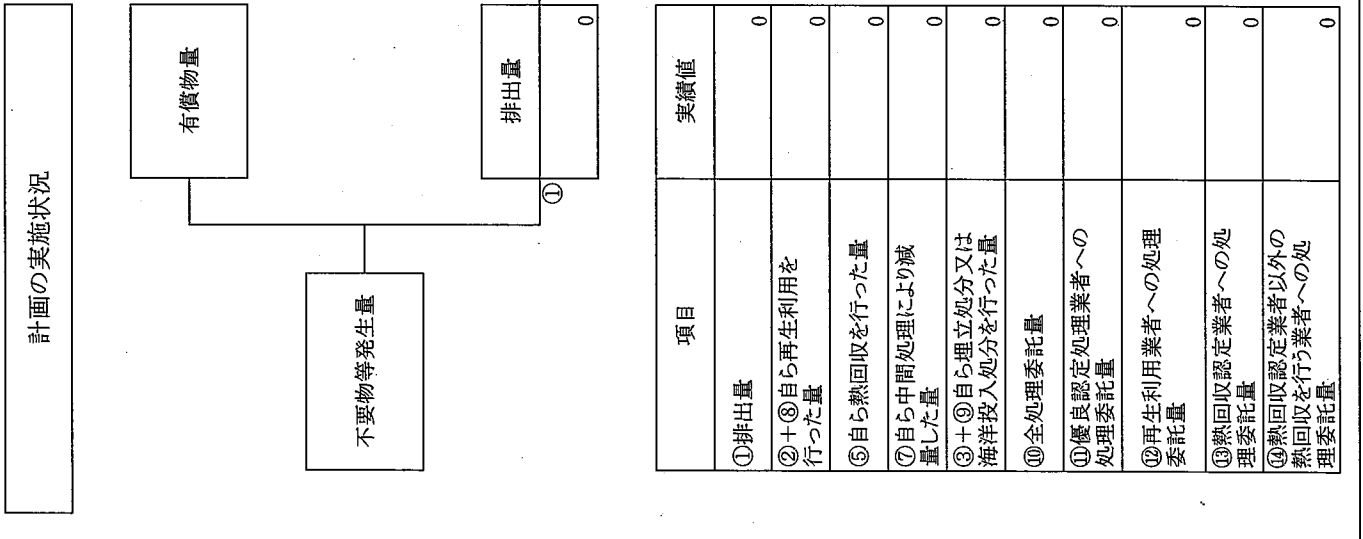 計画の実施状況
有償物量
不要物等発生量
排出量
①
0
項目
実績値
①排出量
0
②+⑧自ら再生利用を
行った量
0
⑤自ら熱回収を行った量
0
⑦自ら中間処理により減
量した量
0
③+⑨自ら埋立処分又は
海洋投入処分を行った量
0
⑩全処理委託量
0
⑪優良認定処理業者への
処理委託量
0
⑫再生利用業者への処理
委託量
0
⑬熱回収認定業者への処
理委託量
0
⑭熱回収認定業者以外の
熱回収を行う業者への処
理委託量
0